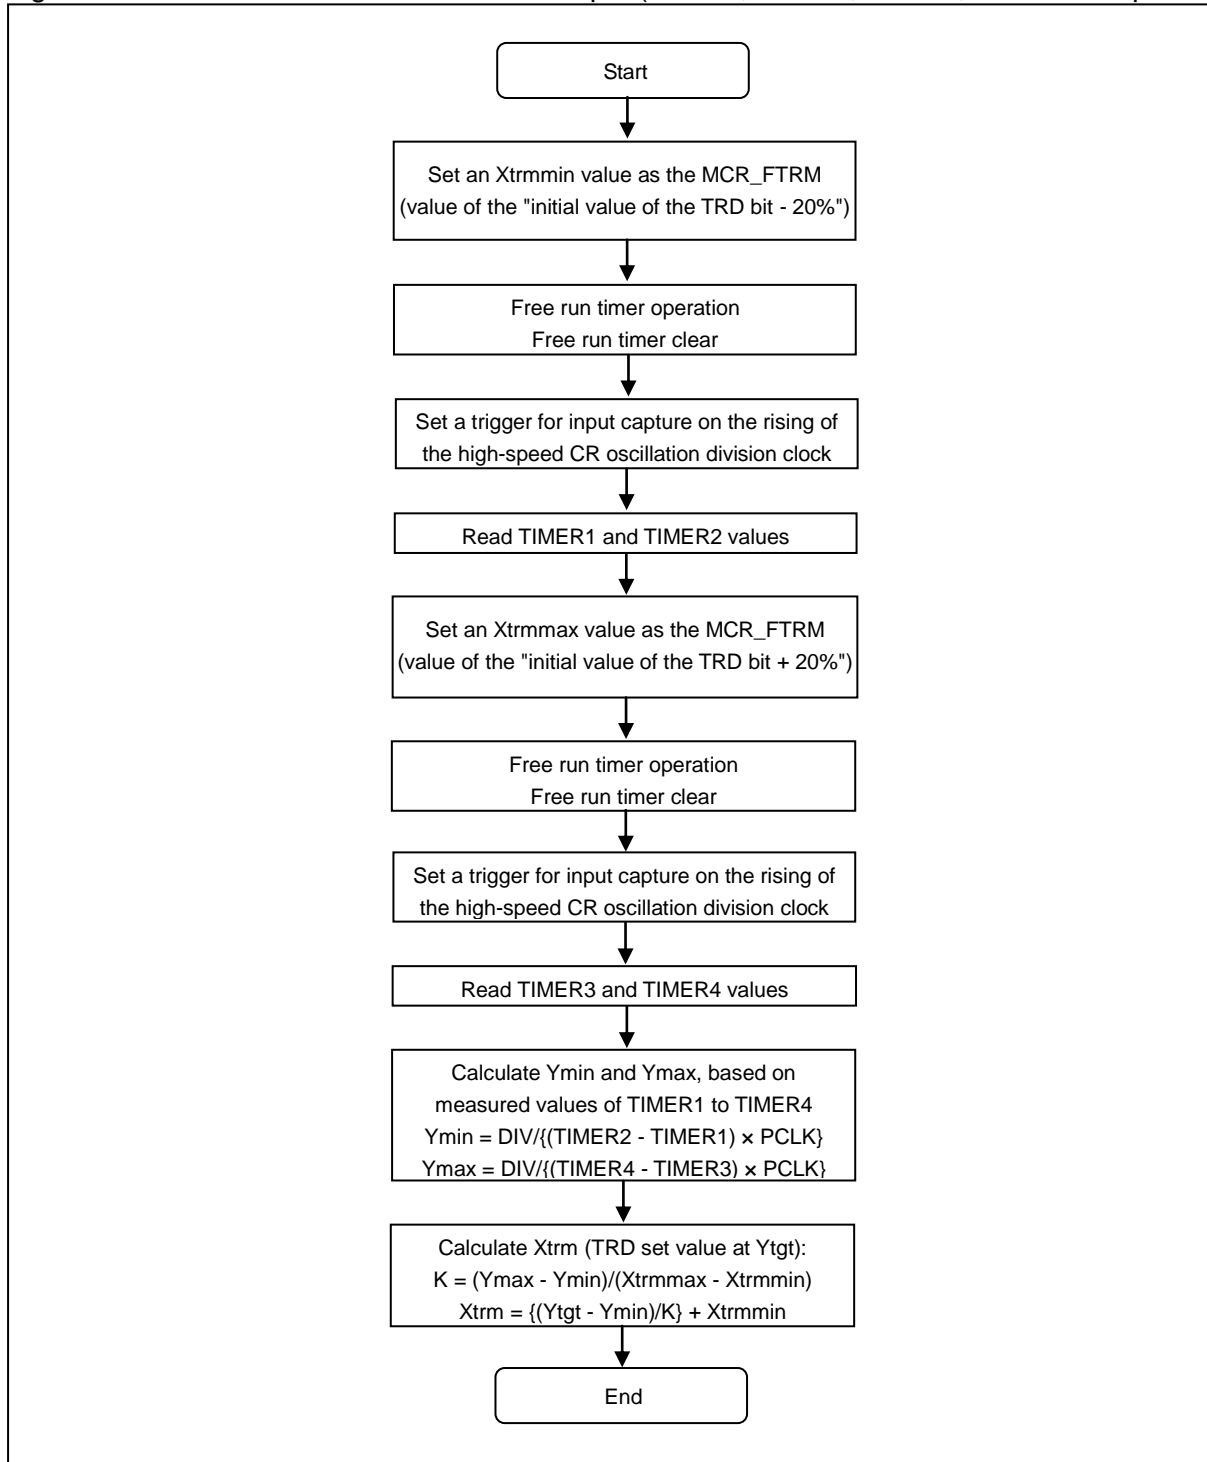 Start
Set an Xtrmmin value as the MCR_FTRM
(value of the "initial value of the TRD bit - 20%")
Free run timer operation
Free run timer clear
Set a trigger for input capture on the rising of
the high-speed CR oscillation division clock
Read TIMER1 and TIMER2 values
Set an Xtrmmax value as the MCR_FTRM
(value of the "initial value of the TRD bit + 20%")
Free run timer operation
Free run timer clear
Set a trigger for input capture on the rising of
the high-speed CR oscillation division clock
Read TIMER3 and TIMER4 values
Calculate Ymin and Ymax, based on
measured values of TIMER1 to TIMER4
Ymin = DIV/{(TIMER2 - TIMER1) × PCLK}
Ymax = DIV/{(TIMER4 - TIMER3) × PCLK}
Calculate Xtrm (TRD set value at Ytgt):
K = (Ymax - Ymin)/(Xtrmmax - Xtrmmin)
Xtrm = {(Ytgt - Ymin)/K} + Xtrmmin
End